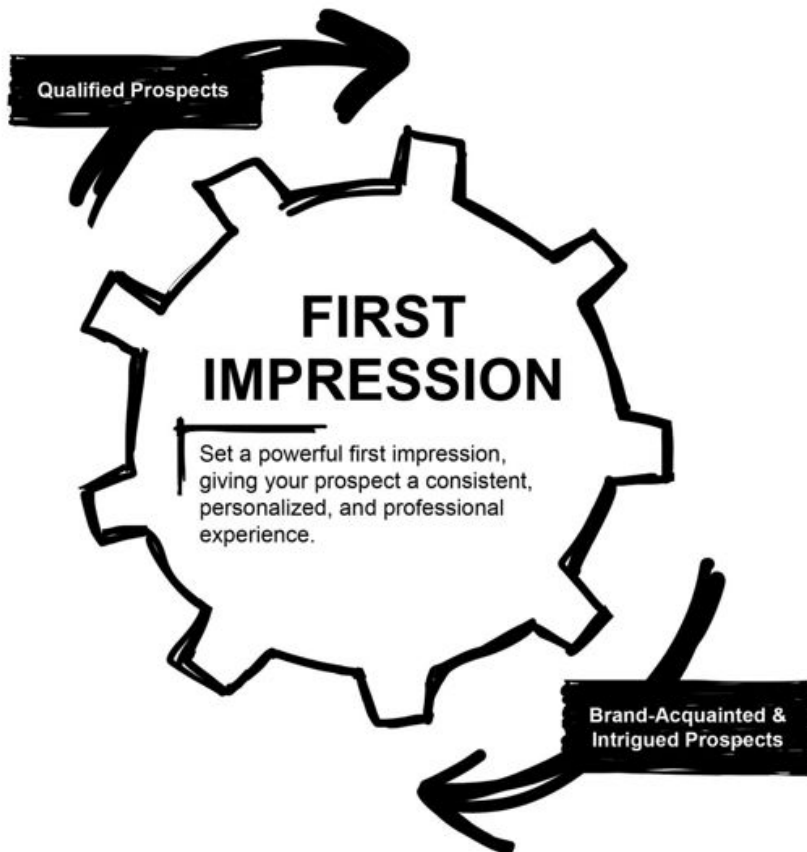 Qualified Prospects
FIRST
IMPRESSION
Set a powerful first impression,
giving your prospect a consistent,
personalized, and professional
experience.
Brand-Acquainted &
Intrigued Prospects